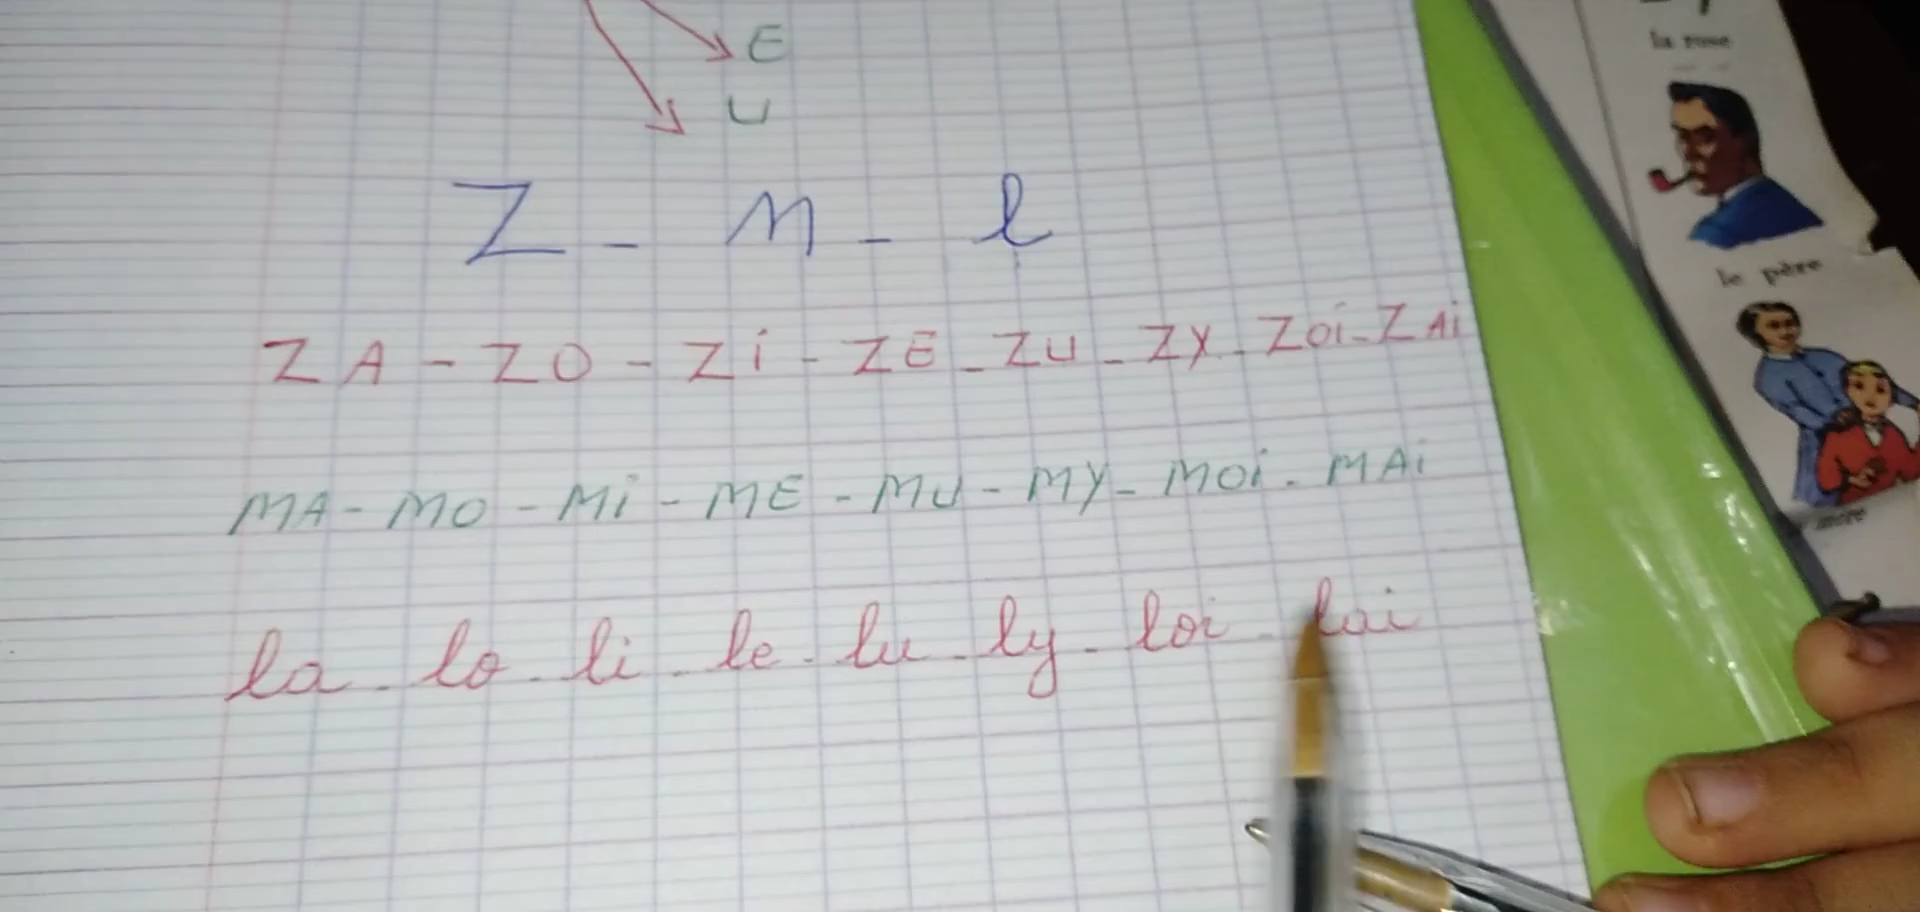 E
U
Z - M - l
ZA - ZO - Zi - ZE - ZU - ZY - ZOi - ZAi
MA - MO - Mi - ME - MU - MY - MOi - MAi
la - lo - li - le - lu - ly - loi - lai
la rose
le père
mère